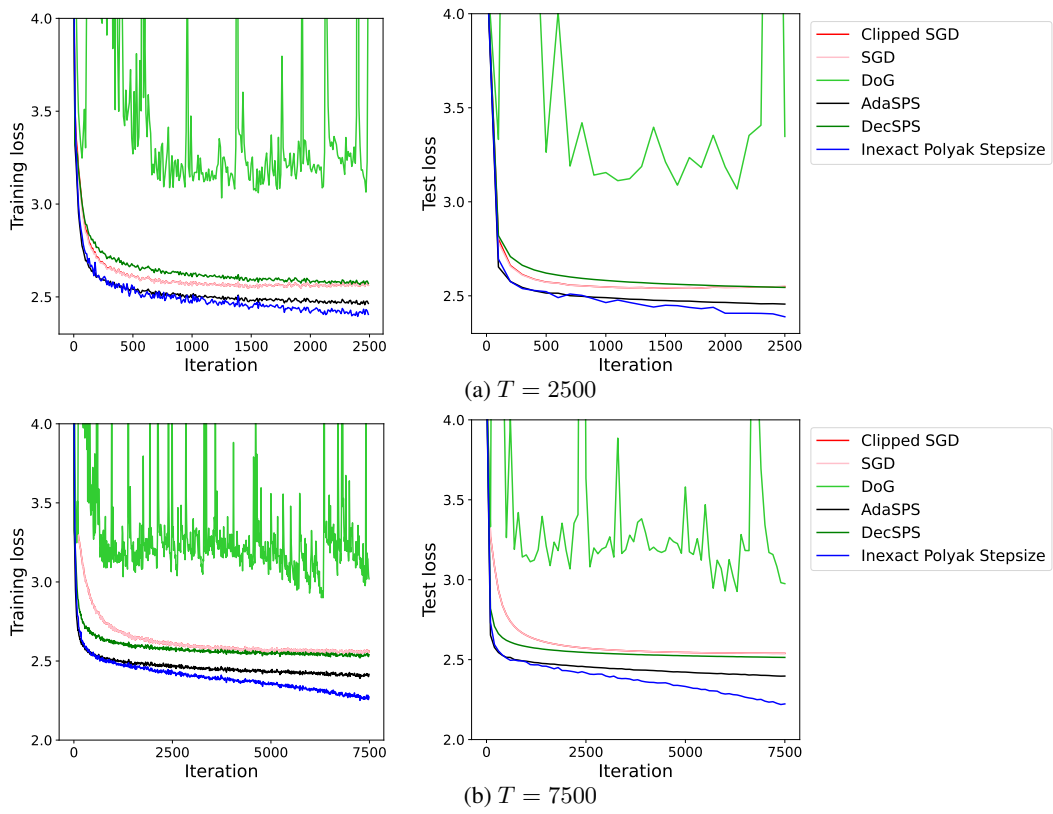 4.0
3.5
3.0
2.5
Training loss
0 500 1000 1500 2000 2500
Iteration
4.0
3.5
3.0
2.5
Test loss
0 500 1000 1500 2000 2500
Iteration
Clipped SGD
SGD
DoG
AdaSPS
DecSPS
Inexact Polyak Stepsize
(a) T = 2500
4.0
3.5
3.0
2.5
2.0
Training loss
0 2500 5000 7500
Iteration
4.0
3.5
3.0
2.5
2.0
Test loss
0 2500 5000 7500
Iteration
Clipped SGD
SGD
DoG
AdaSPS
DecSPS
Inexact Polyak Stepsize
(b) T = 7500